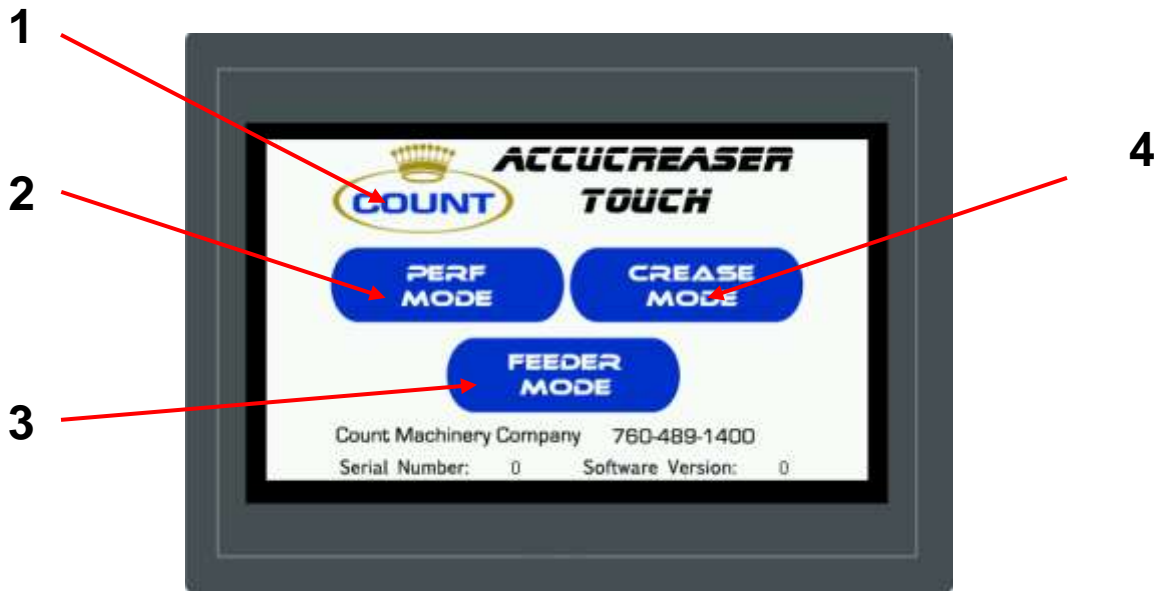 1
ACCUCREASER
4
COUNT
TOUCH
2
PERF
MODE
CREASE
MODE
FEEDER
MODE
3
Count Machinery Company 760-489-1400
Serial Number: 0 Software Version: 0